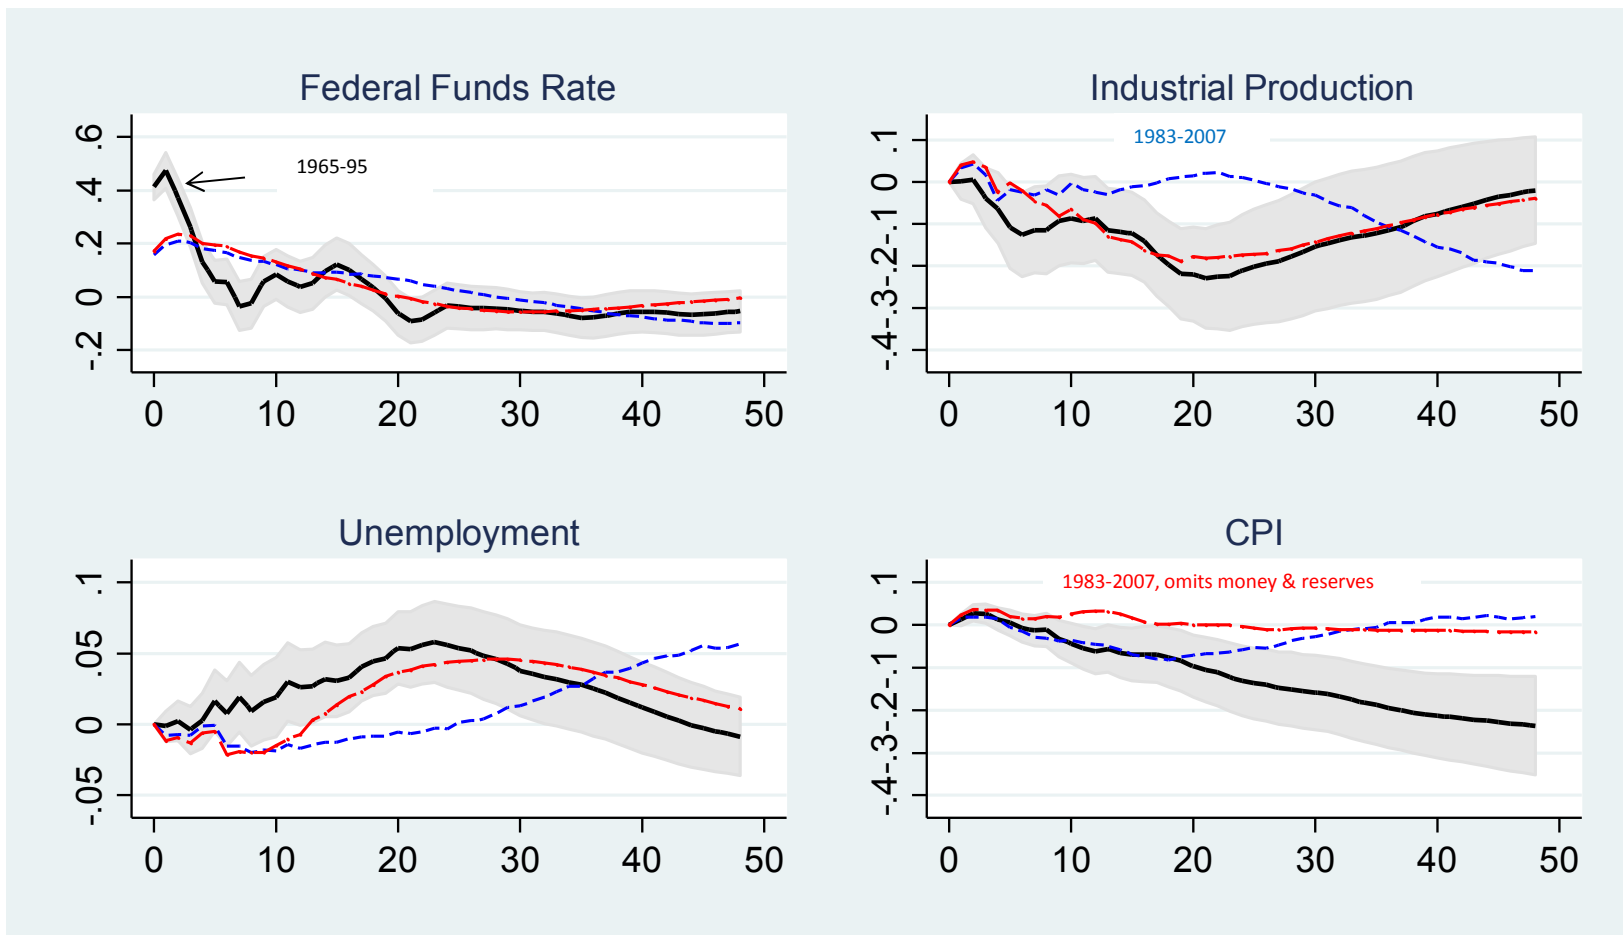 Federal Funds Rate
.6
.4
.2
0
-.2
1965-95
0 10 20 30 40 50
Industrial Production
.1
0
-.1
-.2
-.3
-.4
1983-2007
0 10 20 30 40 50
Unemployment
.1
.05
0
-.05
0 10 20 30 40 50
CPI
.1
0
-.1
-.2
-.3
-.4
1983-2007, omits money & reserves
0 10 20 30 40 50